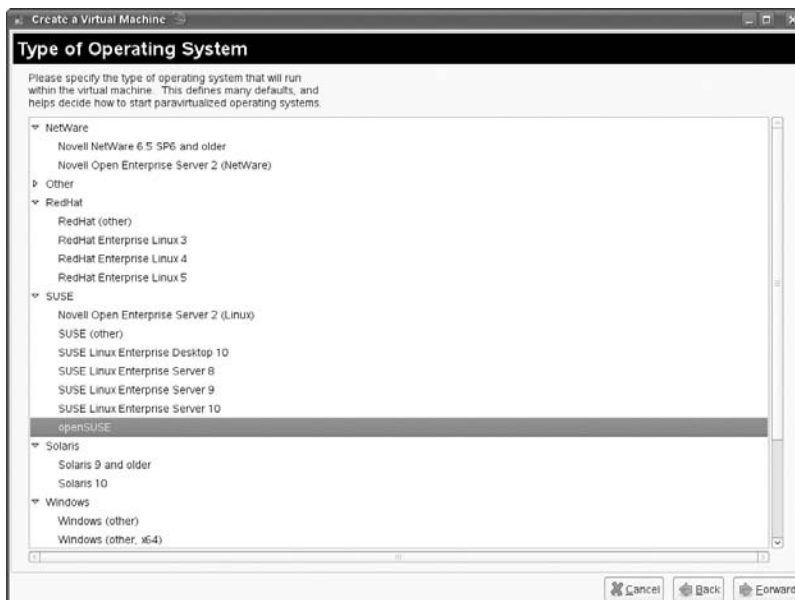 Create a Virtual Machine
Type of Operating System
Please specify the type of operating system that will run
within the virtual machine. This defines many defaults, and
helps decide how to start paravirtualized operating systems.
NetWare
Novell NetWare 6.5 SP6 and older
Novell Open Enterprise Server 2 (NetWare)
Other
RedHat
RedHat (other)
RedHat Enterprise Linux 3
RedHat Enterprise Linux 4
RedHat Enterprise Linux 5
SUSE
Novell Open Enterprise Server 2 (Linux)
SUSE (other)
SUSE Linux Enterprise Desktop 10
SUSE Linux Enterprise Server 8
SUSE Linux Enterprise Server 9
SUSE Linux Enterprise Server 10
openSUSE
Solaris
Solaris 9 and older
Solaris 10
Windows
Windows (other)
Windows (other, x64)
Cancel Back Forward